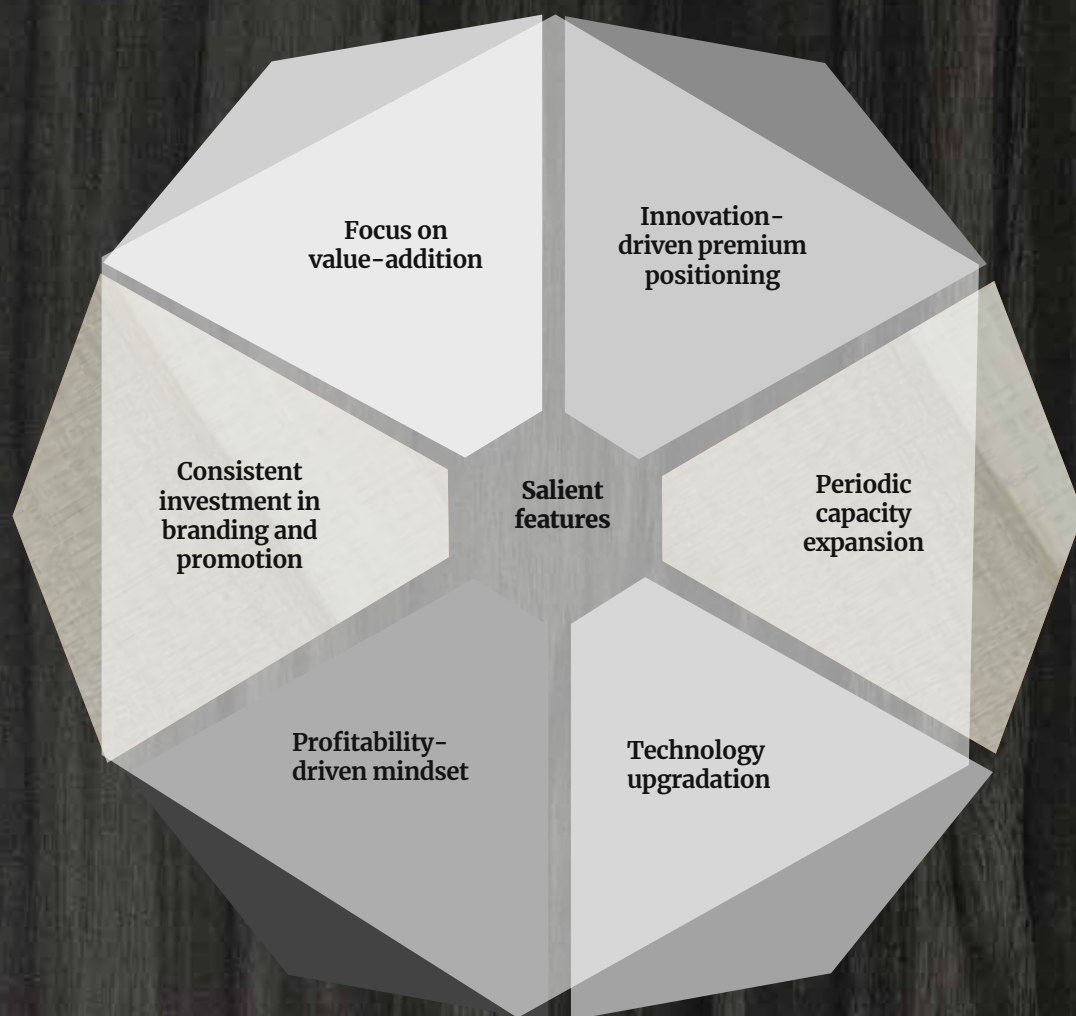 Focus on
value-addition
Innovation-
driven premium
positioning
Consistent
investment in
branding and
promotion
Salient
features
Periodic
capacity
expansion
Profitability-
driven mindset
Technology
upgradation